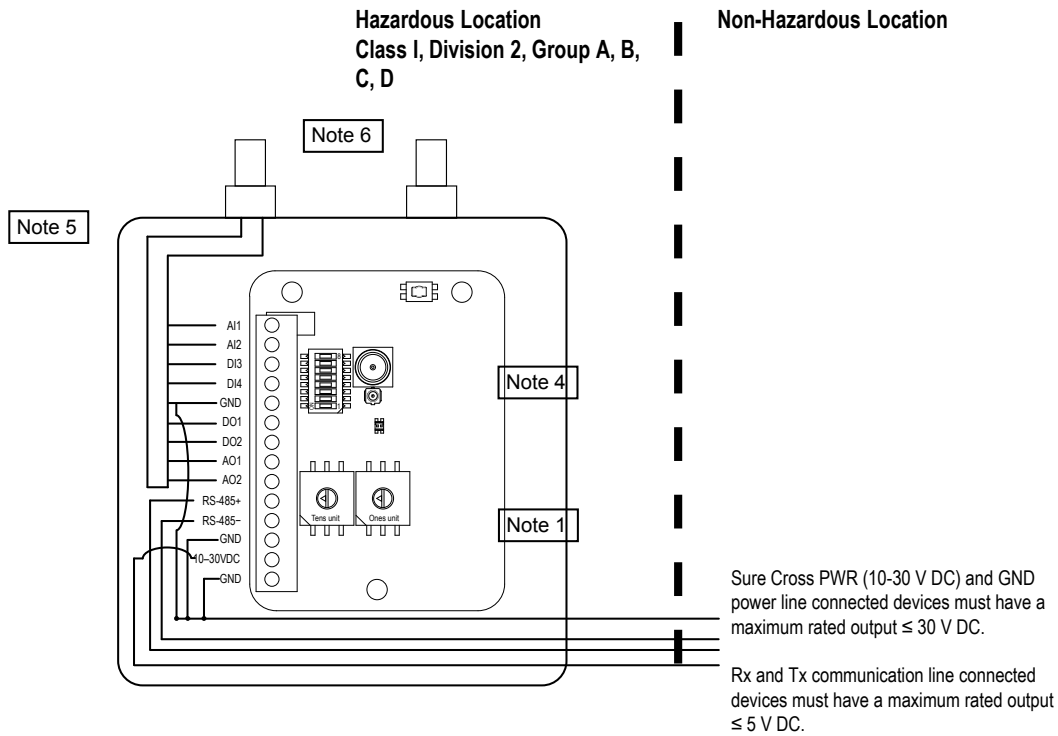 Hazardous Location
Class I, Division 2, Group A, B,
C, D
Non-Hazardous Location
Note 6
Note 5
AI1
AI2
DI3
DI4
GND
DO1
DO2
AO1
AO2
RS-485+
RS-485−
GND
10–30VDC
GND
8
5
1
Tens unit
Ones unit
Note 4
Note 1
Sure Cross PWR (10-30 V DC) and GND
power line connected devices must have a
maximum rated output ≤ 30 V DC.
Rx and Tx communication line connected
devices must have a maximum rated output
≤ 5 V DC.